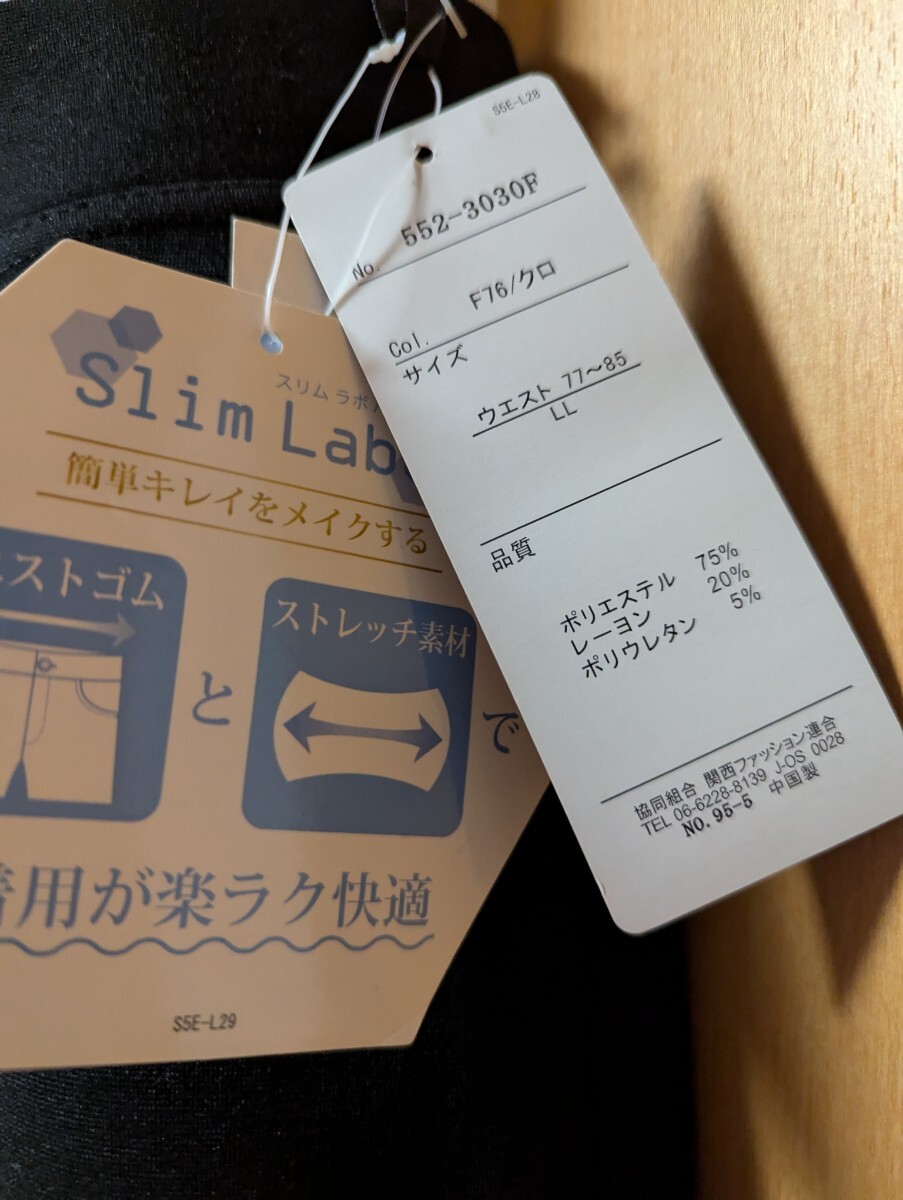 S5E-L28
No. 552-3030F
Col. F76/クロ
サイズ
ウエスト 77〜85
LL
品質
ポリエステル 75%
レーヨン 20%
ポリウレタン 5%
協同組合 関西ファッション連合
TEL 06-6228-8139 J-OS 0028
NO. 95-5 中国製
スリム ラボ
Slim Lab
簡単キレイをメイクする
ストゴム
と
ストレッチ素材
で
着用が楽ラク快適
S5E-L29